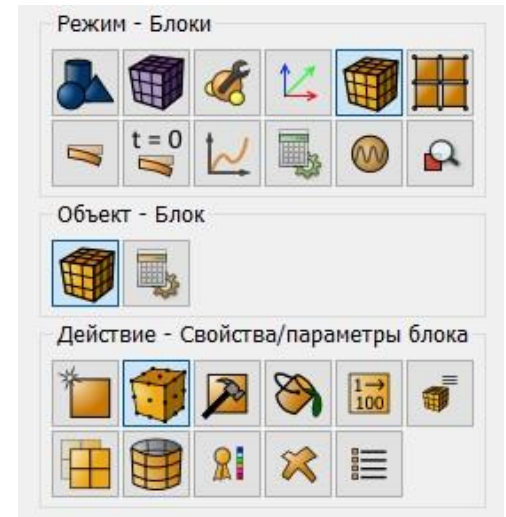 Режим - Блоки
t = 0
Объект - Блок
Действие - Свойства/параметры блока
1→
100